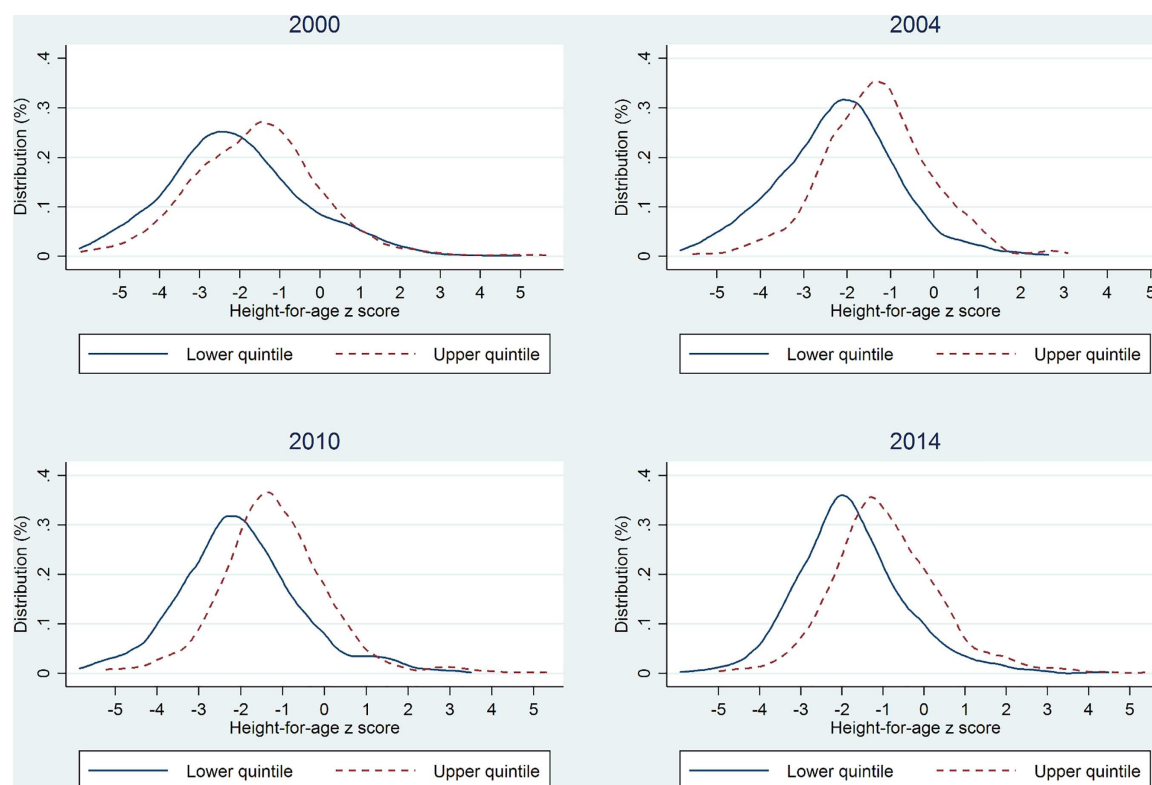 2000
Distribution (%)
.4
.3
.2
.1
0
-5 -4 -3 -2 -1 0 1 2 3 4 5
Height-for-age z score
Lower quintile Upper quintile
2004
Distribution (%)
.4
.3
.2
.1
0
-5 -4 -3 -2 -1 0 1 2 3 4 5
Height-for-age z score
Lower quintile Upper quintile
2010
Distribution (%)
.4
.3
.2
.1
0
-5 -4 -3 -2 -1 0 1 2 3 4 5
Height-for-age z score
Lower quintile Upper quintile
2014
Distribution (%)
.4
.3
.2
.1
0
-5 -4 -3 -2 -1 0 1 2 3 4 5
Height-for-age z score
Lower quintile Upper quintile